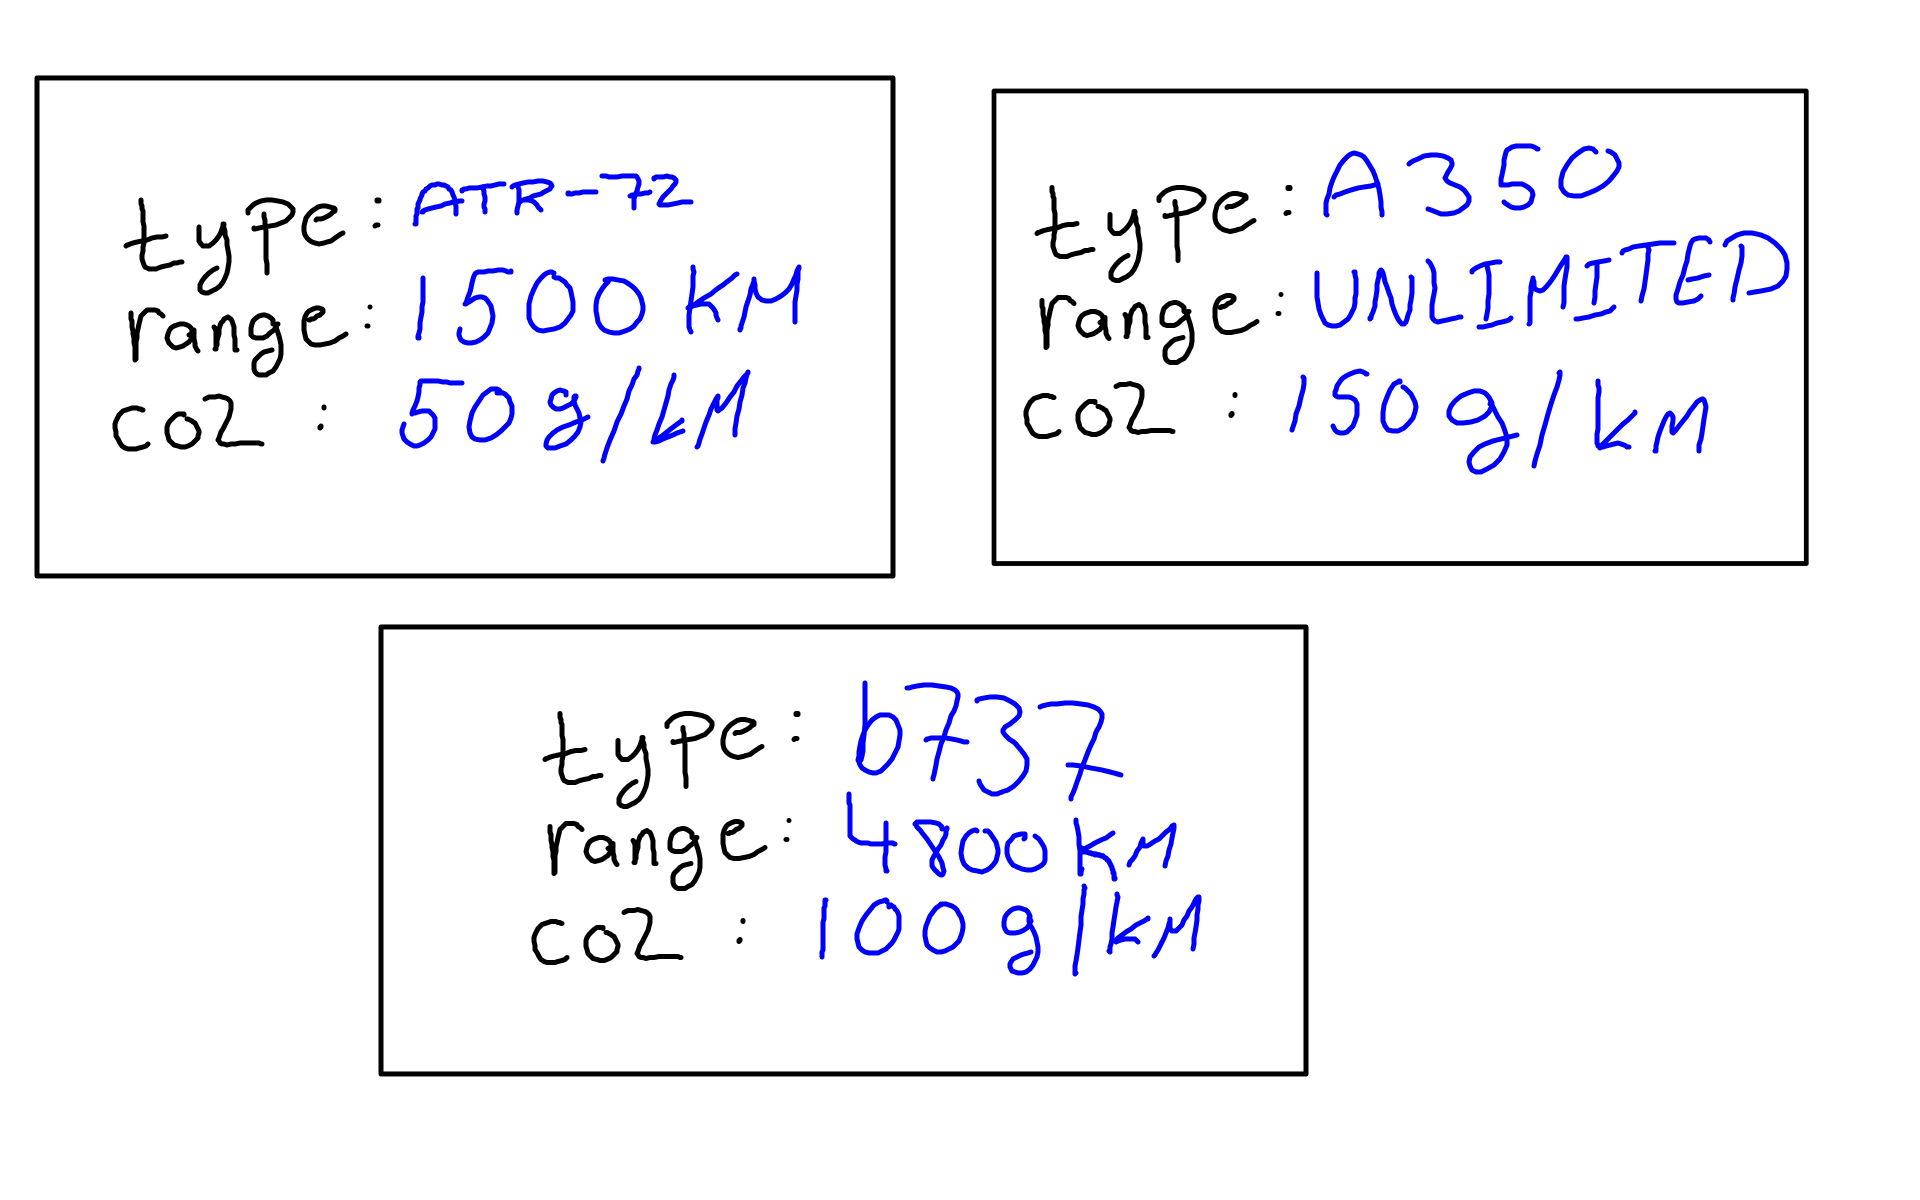 type: ATR-72
range: 1500 KM
co2 : 50 g/kM
type: A350
range: UNLIMITED
co2 : 150 g/kM
type: b737
range: 4800 kM
co2 : 100 g/kM